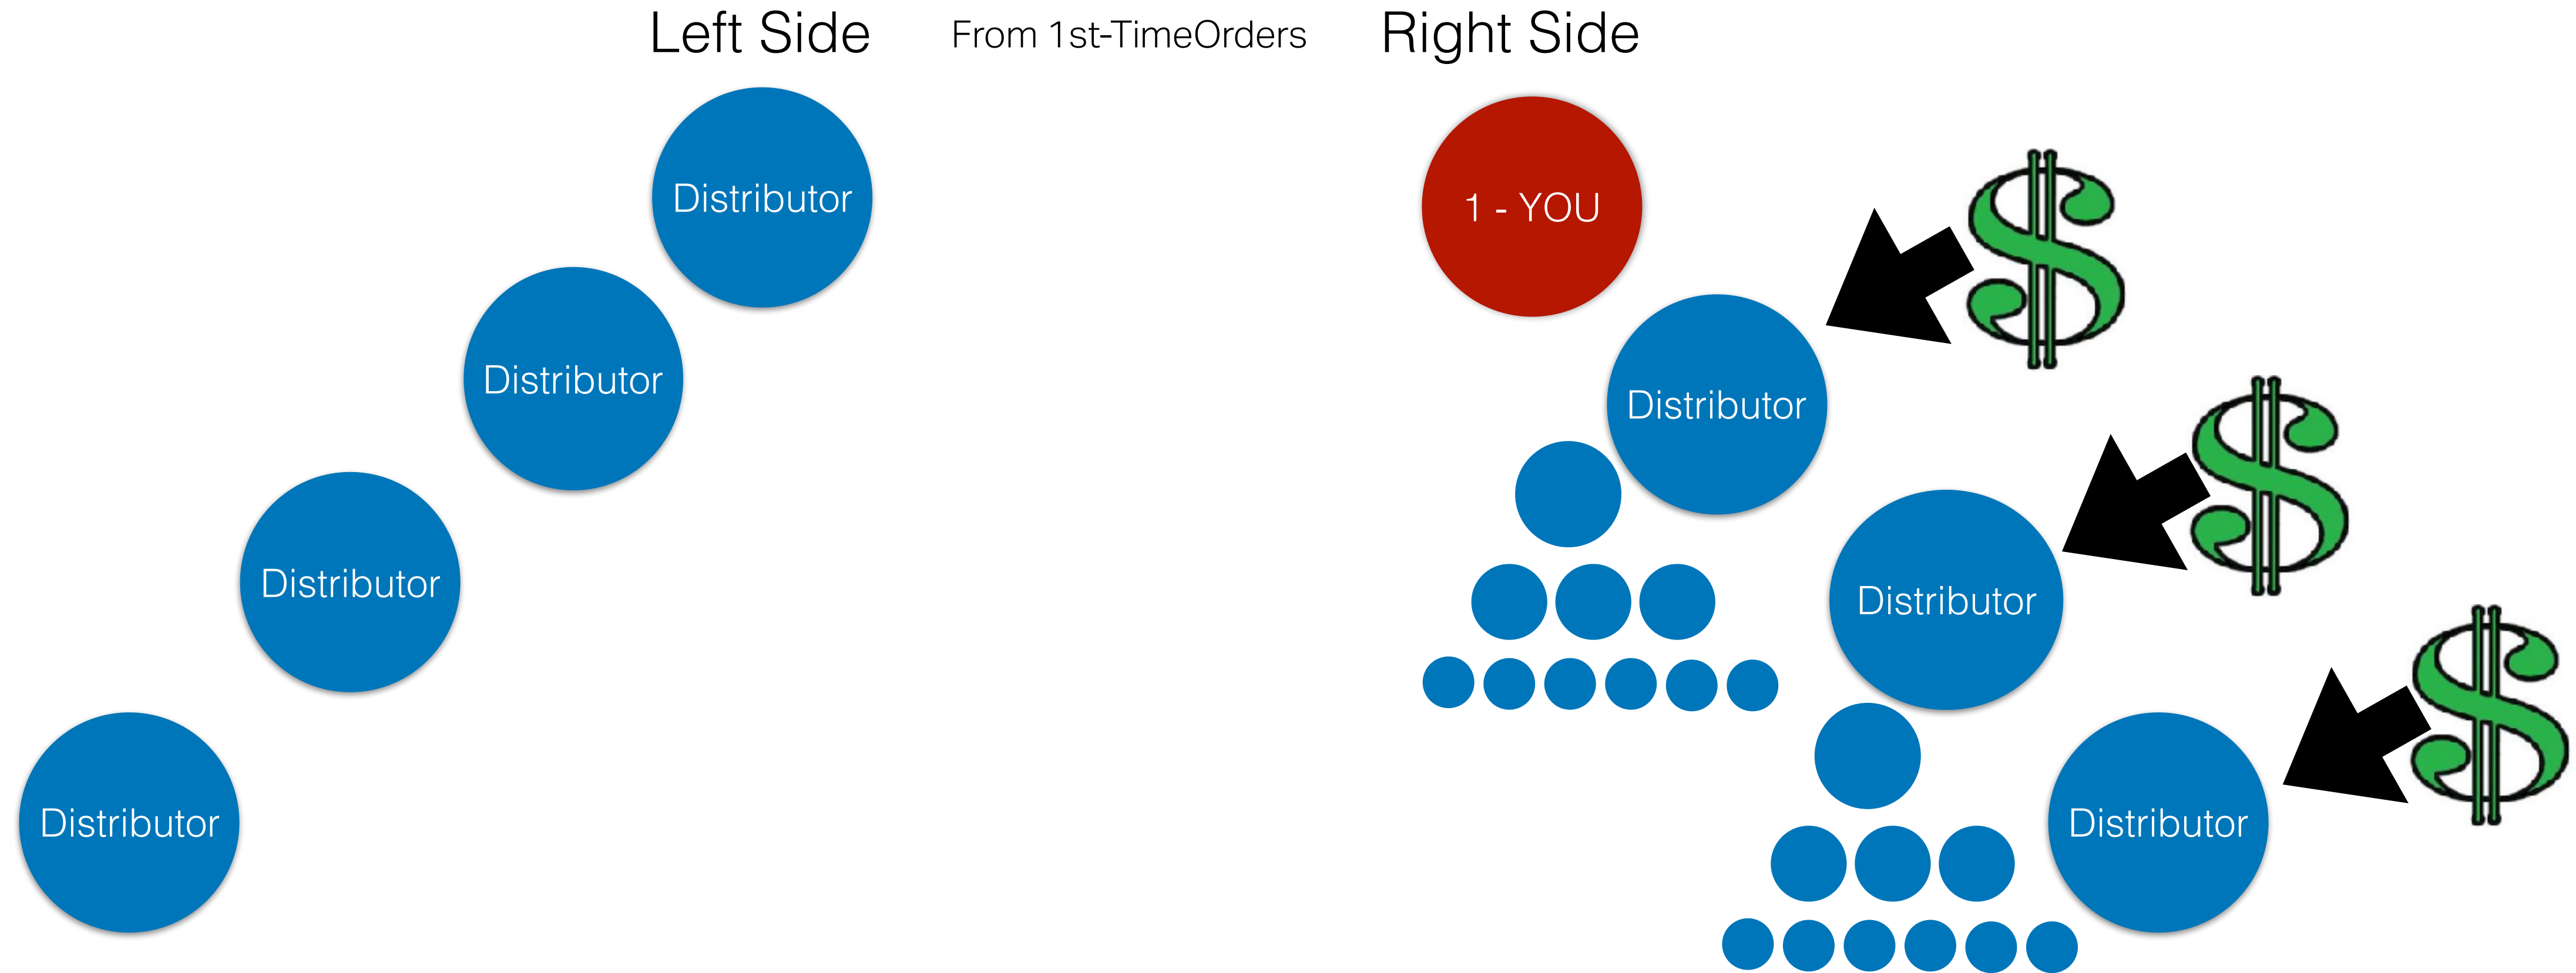 Left Side
From 1st-TimeOrders
Right Side
Distributor
1 - YOU
Distributor
Distributor
Distributor
Distributor
Distributor
Distributor